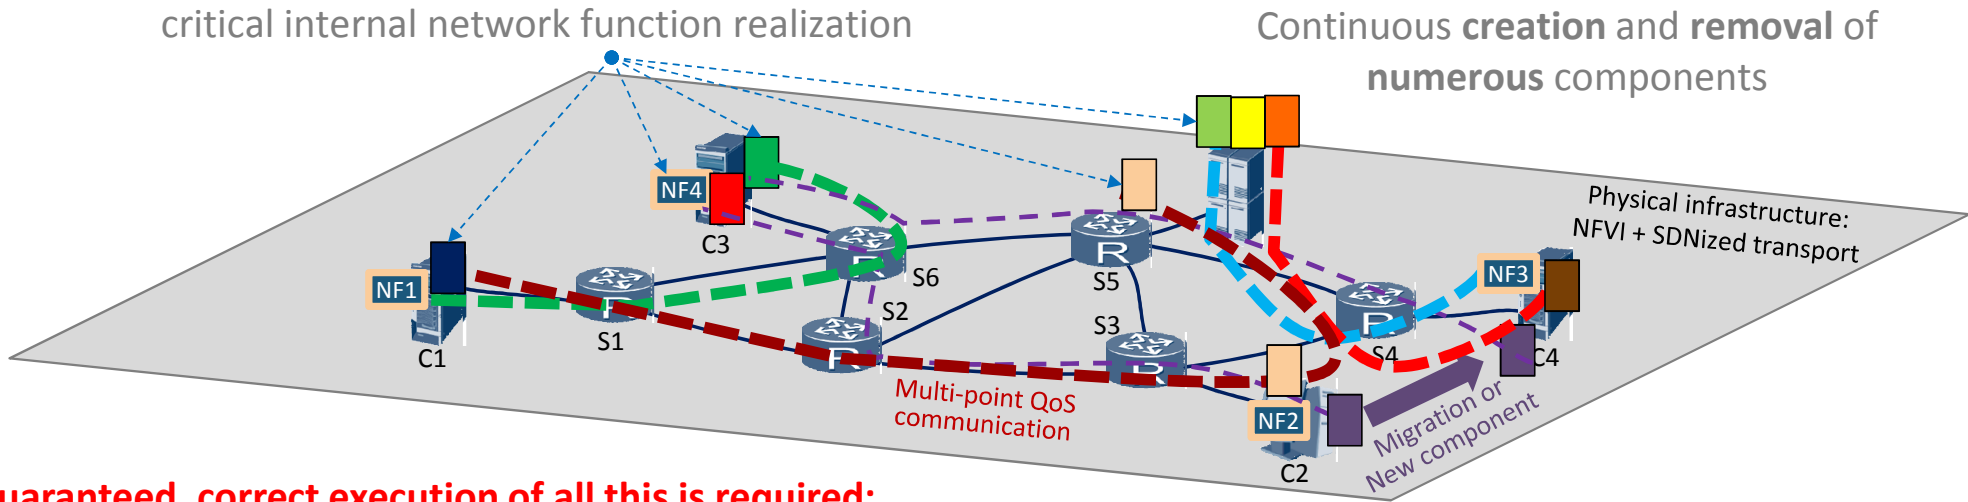 critical internal network function realization
Continuous creation and removal of
numerous components
Physical infrastructure:
NFVI + SDNized transport
NF4
C3
R
S6
R
S5
NF3
NF1
C1
R
S1
S2
R
S3
R
R
S4
C4
Multi-point QoS
communication
NF2
C2
Migration or
New component
correct execution of all this is required: